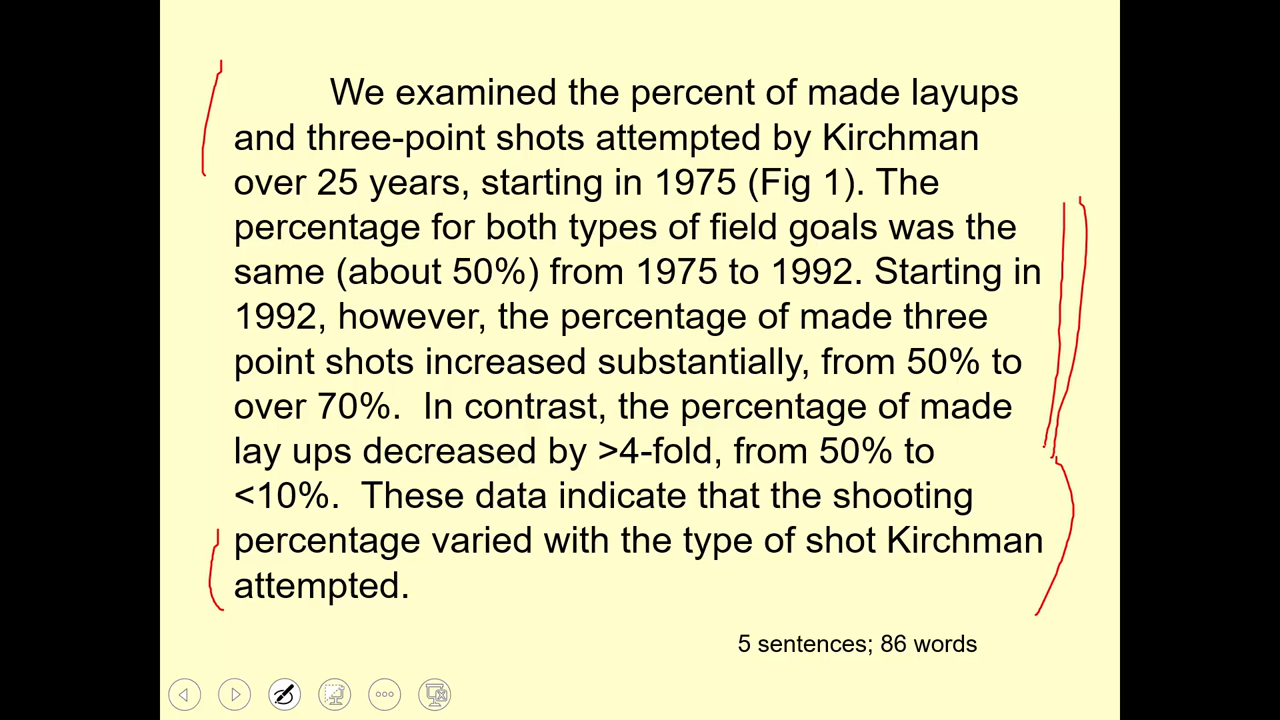 We examined the percent of made layups
and three-point shots attempted by Kirchman
over 25 years, starting in 1975 (Fig 1). The
percentage for both types of field goals was the
same (about 50%) from 1975 to 1992. Starting in
1992, however, the percentage of made three
point shots increased substantially, from 50% to
over 70%.  In contrast, the percentage of made
lay ups decreased by >4-fold, from 50% to
<10%.  These data indicate that the shooting
percentage varied with the type of shot Kirchman
attempted.
5 sentences; 86 words